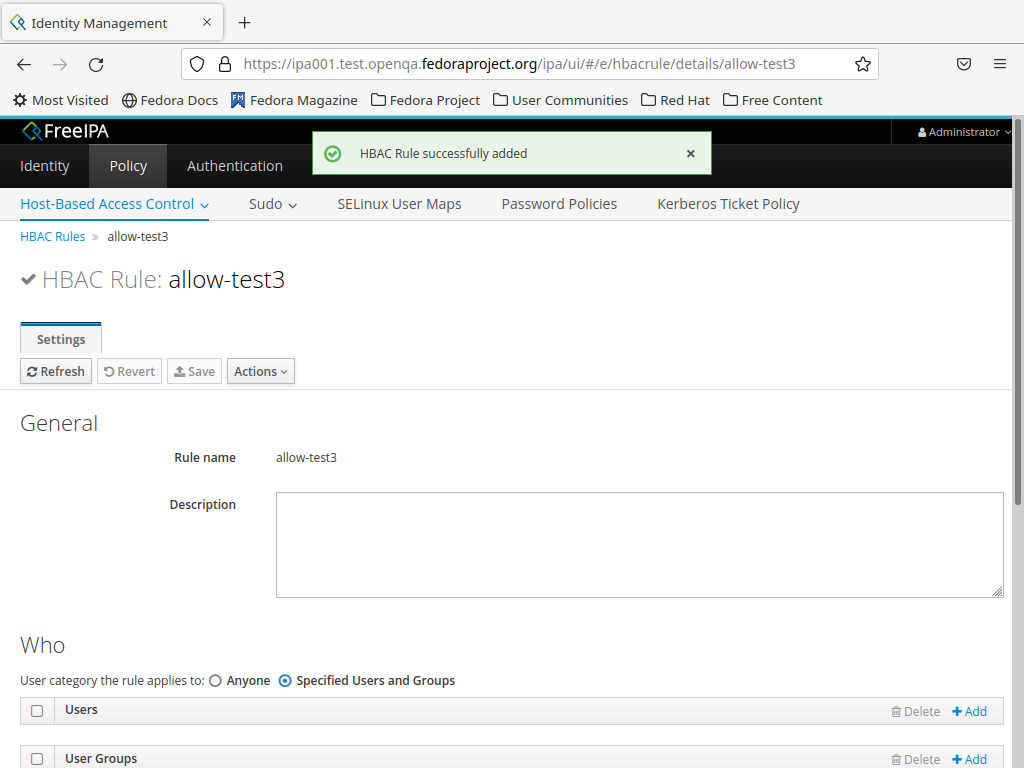 Identity Management
https://ipa001.test.openqa.fedoraproject.org/ipa/ui/#/e/hbacrule/details/allow-test3
Most Visited Fedora Docs FM Fedora Magazine Fedora Project User Communities Red Hat Free Content
FreeIPA Administrator
Identity Policy Authentication
HBAC Rule successfully added
Host-Based Access Control Sudo SELinux User Maps Password Policies Kerberos Ticket Policy
HBAC Rules » allow-test3
HBAC Rule: allow-test3
Settings
Refresh Revert Save Actions
General
Rule name allow-test3
Description
Who
User category the rule applies to: Anyone Specified Users and Groups
Users Delete Add
User Groups Delete Add